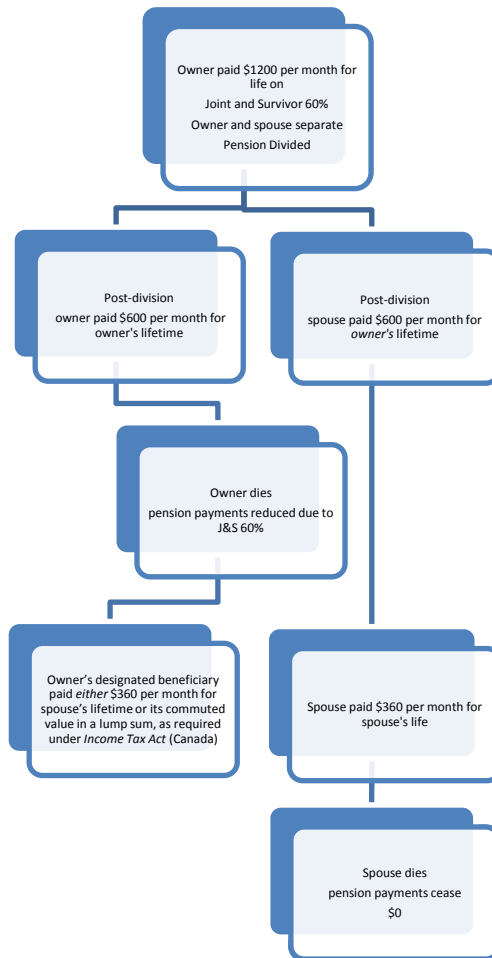 Owner paid $1200 per month for
life on
Joint and Survivor 60%
Owner and spouse separate
Pension Divided
Post-division
owner paid $600 per month for
owner's lifetime
Post-division
spouse paid $600 per month for
owner's lifetime
Owner dies
pension payments reduced due to
J&S 60%
Owner’s designated beneficiary
paid either $360 per month for
spouse’s lifetime or its commuted
value in a lump sum, as required
under Income Tax Act (Canada)
Spouse paid $360 per month for
spouse's life
Spouse dies
pension payments cease
$0